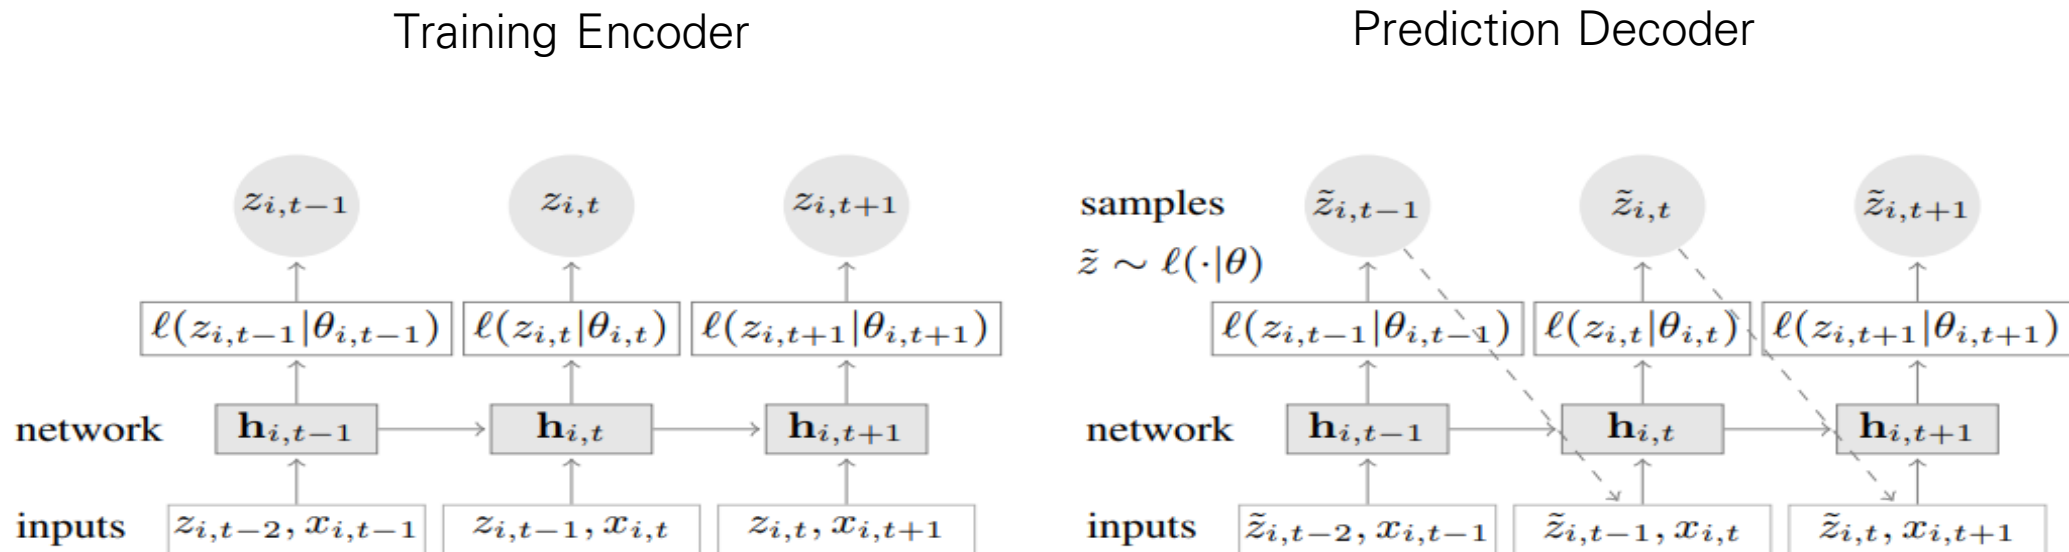 Training Encoder
z_{i,t−1} z_{i,t} z_{i,t+1}
ℓ(z_{i,t−1}|θ_{i,t−1}) ℓ(z_{i,t}|θ_{i,t}) ℓ(z_{i,t+1}|θ_{i,t+1})
network h_{i,t−1} h_{i,t} h_{i,t+1}
inputs z_{i,t−2}, x_{i,t−1} z_{i,t−1}, x_{i,t} z_{i,t}, x_{i,t+1}
Prediction Decoder
samples z̃_{i,t−1} z̃_{i,t} z̃_{i,t+1}
z̃ ∼ ℓ(·|θ)
ℓ(z_{i,t−1}|θ_{i,t−1}) ℓ(z_{i,t}|θ_{i,t}) ℓ(z_{i,t+1}|θ_{i,t+1})
network h_{i,t−1} h_{i,t} h_{i,t+1}
inputs z̃_{i,t−2}, x_{i,t−1} z̃_{i,t−1}, x_{i,t} z̃_{i,t}, x_{i,t+1}